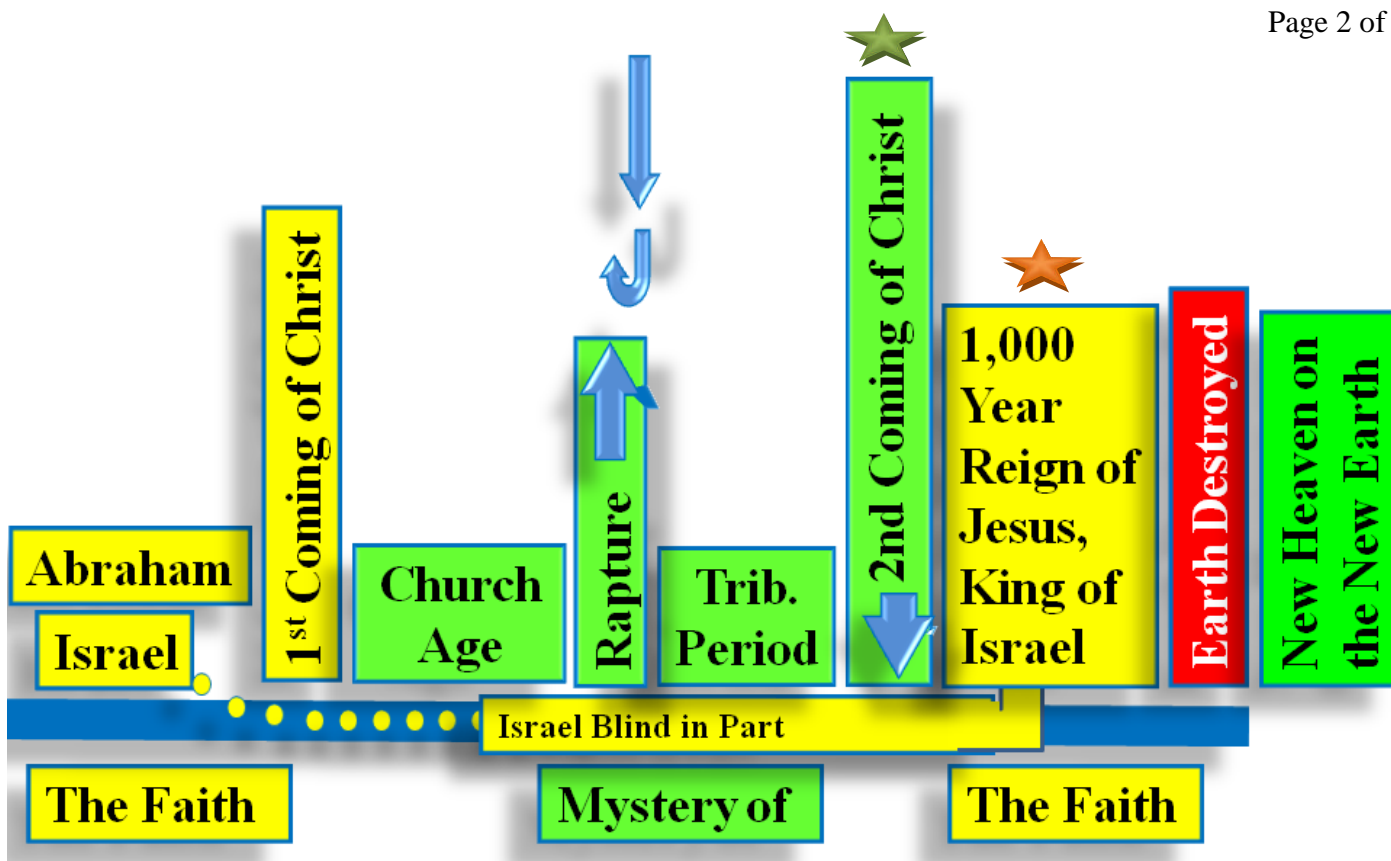 Page 2 of
Abraham
Israel
1st Coming of Christ
Church
Age
Rapture
Trib.
Period
2nd Coming of Christ
1,000
Year
Reign of
Jesus,
King of
Israel
Earth Destroyed
New Heaven on
the New Earth
Israel Blind in Part
The Faith
Mystery of
The Faith